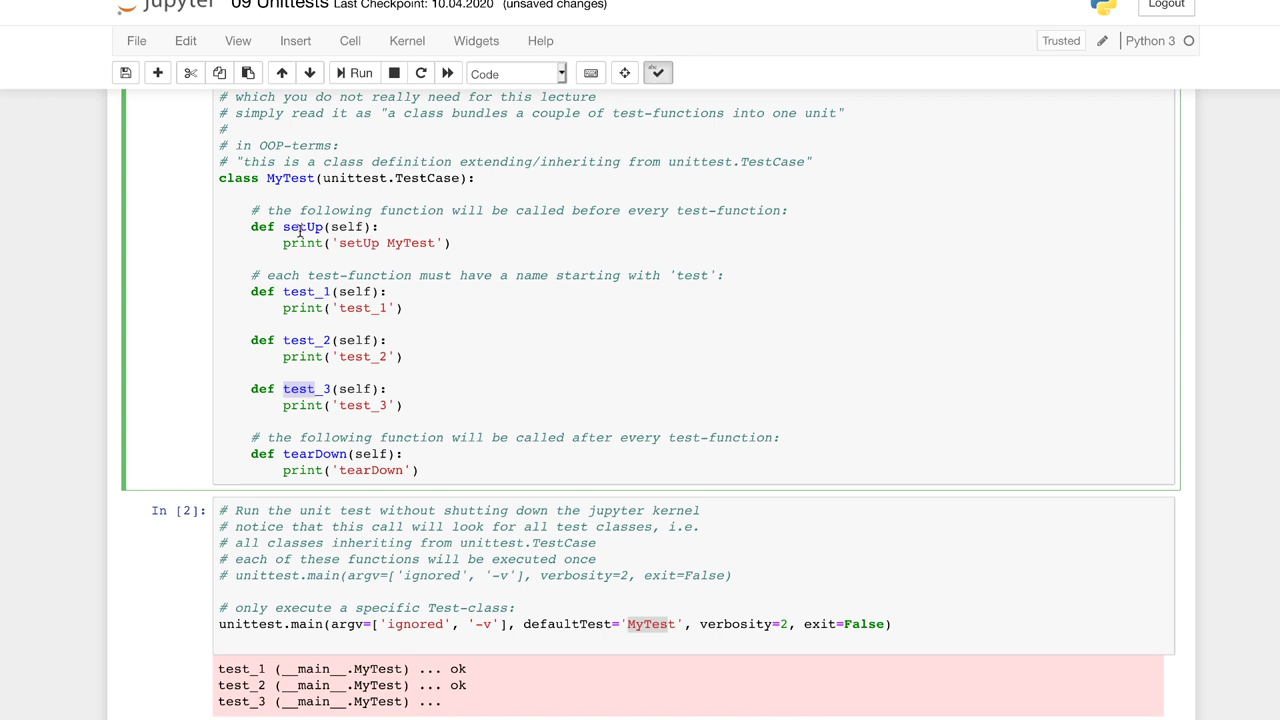 jupyter 09 Unittests Last Checkpoint: 10.04.2020 (unsaved changes)
Logout
File Edit View Insert Cell Kernel Widgets Help Trusted Python 3
Run Code
# which you do not really need for this lecture
# simply read it as "a class bundles a couple of test-functions into one unit"
#
# in OOP-terms:
# "this is a class definition extending/inheriting from unittest.TestCase"
class MyTest(unittest.TestCase):
# the following function will be called before every test-function:
def setUp(self):
print('setUp MyTest')
# each test-function must have a name starting with 'test':
def test_1(self):
print('test_1')
def test_2(self):
print('test_2')
def test_3(self):
print('test_3')
# the following function will be called after every test-function:
def tearDown(self):
print('tearDown')
In [2]:
# Run the unit test without shutting down the jupyter kernel
# notice that this call will look for all test classes, i.e.
# all classes inheriting from unittest.TestCase
# each of these functions will be executed once
# unittest.main(argv=['ignored', '-v'], verbosity=2, exit=False)
# only execute a specific Test-class:
unittest.main(argv=['ignored', '-v'], defaultTest='MyTest', verbosity=2, exit=False)
test_1 (__main__.MyTest) ... ok
test_2 (__main__.MyTest) ... ok
test_3 (__main__.MyTest) ...